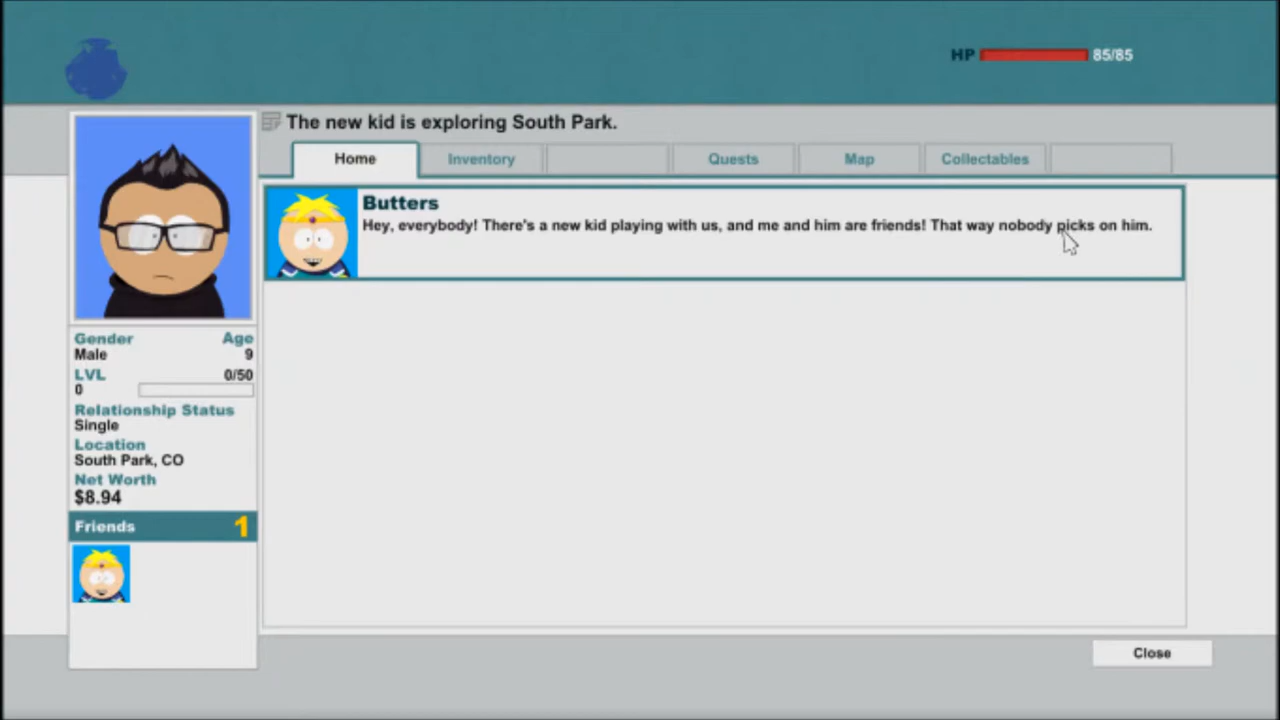 HP 85/85
The new kid is exploring South Park.
Home Inventory Quests Map Collectables
Butters
Hey, everybody! There's a new kid playing with us, and me and him are friends! That way nobody picks on him.
Gender Age
Male 9
LVL 0/50
0
Relationship Status
Single
Location
South Park, CO
Net Worth
$8.94
Friends 1
Close